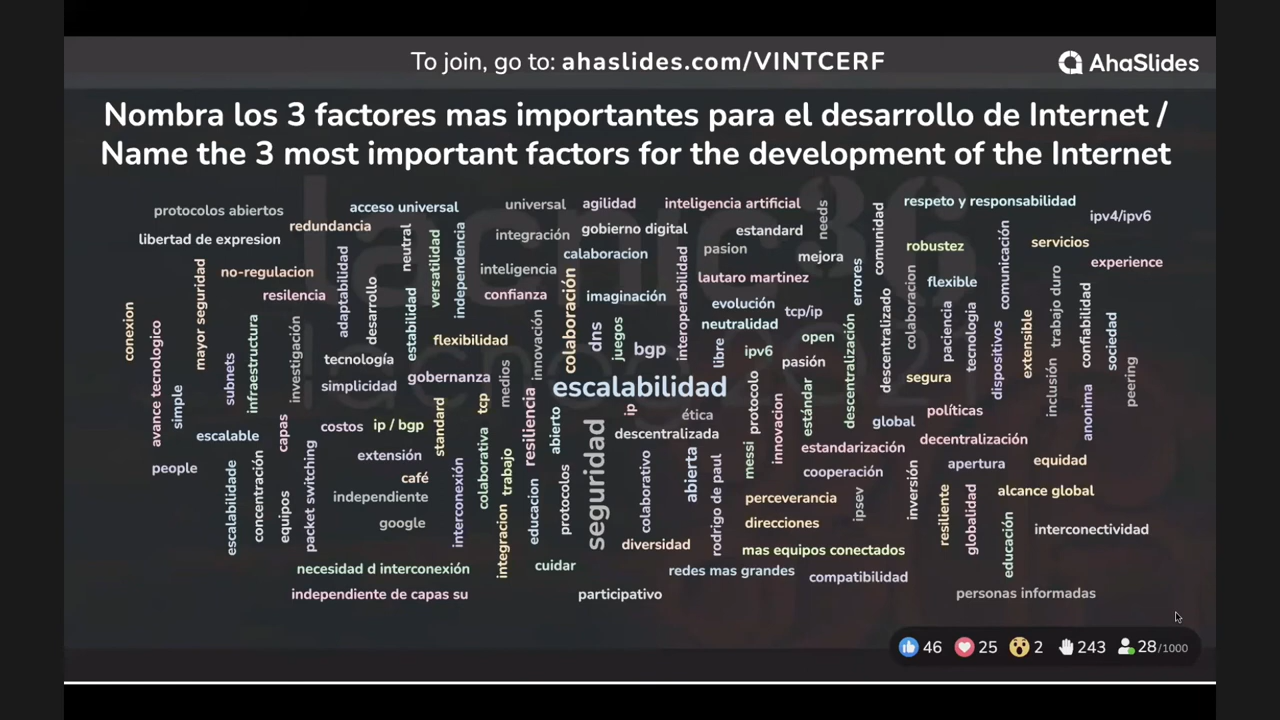 To join, go to: ahaslides.com/VINTCERF
AhaSlides
Nombra los 3 factores mas importantes para el desarrollo de Internet /
Name the 3 most important factors for the development of the Internet
protocolos abiertos
acceso universal
universal
agilidad
inteligencia artificial
needs
respeto y responsabilidad
ipv4/ipv6
libertad de expresion
redundancia
neutral
versatilidad
independencia
integración
gobierno digital
estandard
comunidad
robustez
comunicación
servicios
mayor seguridad
no-regulacion
adaptabilidad
inteligencia
calaboracion
interoperabilidad
pasion
mejora
errores
experience
resilencia
desarrollo
estabilidad
confianza
colaboración
imaginación
lautaro martinez
evolución
tcp/ip
descentralizado
colaboracion
flexible
paciencia
tecnologia
trabajo duro
confiabilidad
conexion
avance tecnologico
infraestructura
investigación
flexibilidad
innovación
dns
juegos
bgp
neutralidad
libre
open
ipv6
pasión
descentralización
dispositivos
extensible
sociedad
peering
simple
subnets
tecnología
simplicidad
gobernanza
medios
escalabilidad
protocolo
innovacion
estándar
segura
inclusión
anonima
escalable
capas
costos
ip / bgp
standard
tcp
resiliencia
abierto
seguridad
ip
ética
descentralizada
global
políticas
people
escalabilidade
concentración
equipos
packet switching
extensión
café
independiente
google
interconexión
colaborativa
trabajo
integracion
educacion
protocolos
colaborativo
abierta
rodrigo de paul
messi
estandarización
cooperación
decentralización
apertura
equidad
perceverancia
direcciones
ipsev
inversión
resiliente
globalidad
alcance global
educación
interconectividad
necesidad d interconexión
cuidar
diversidad
mas equipos conectados
redes mas grandes
compatibilidad
independiente de capas su
participativo
personas informadas
46 25 2 243 28/1000
lacnic36
lacnog2021